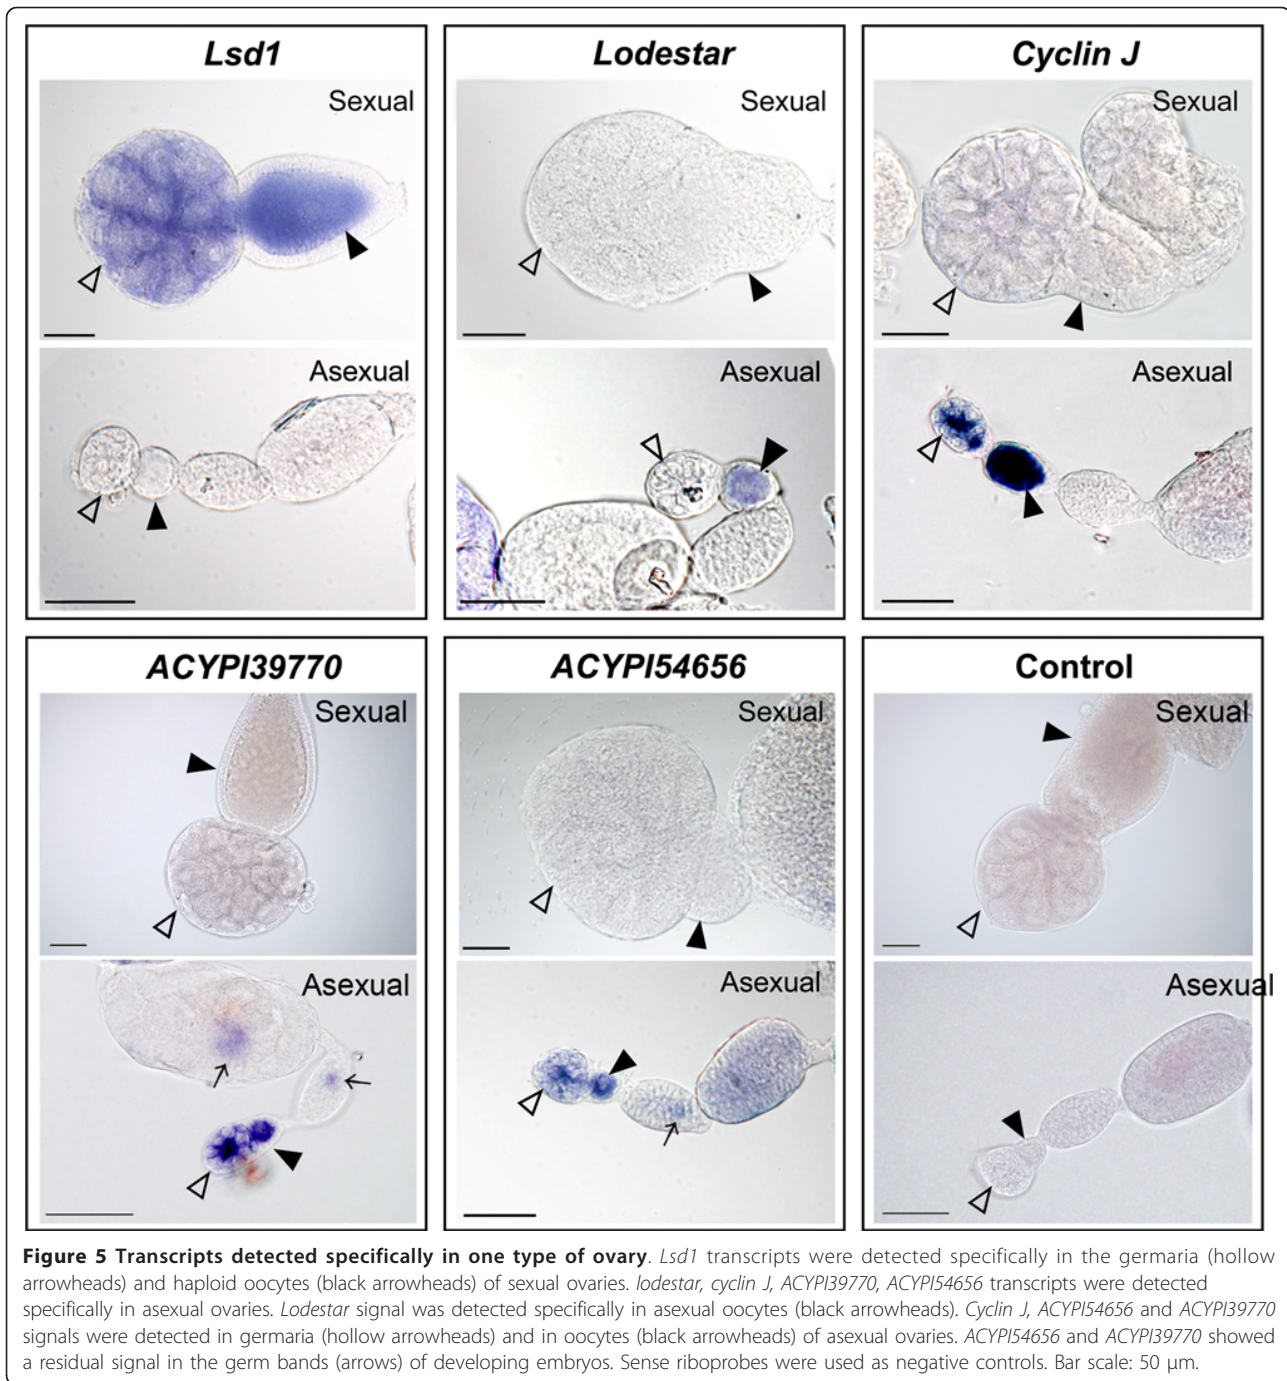 Lsd1
Sexual
Asexual
Lodestar
Sexual
Asexual
Cyclin J
Sexual
Asexual
ACYPI39770
Sexual
Asexual
ACYPI54656
Sexual
Asexual
Control
Sexual
Asexual
Figure 5 Transcripts detected specifically in one type of ovary. Lsd1 transcripts were detected specifically in the germaria (hollow
arrowheads) and haploid oocytes (black arrowheads) of sexual ovaries. lodestar, cyclin J, ACYPI39770, ACYPI54656 transcripts were detected
specifically in asexual ovaries. Lodestar signal was detected specifically in asexual oocytes (black arrowheads). Cyclin J, ACYPI54656 and ACYPI39770
signals were detected in germaria (hollow arrowheads) and in oocytes (black arrowheads) of asexual ovaries. ACYPI54656 and ACYPI39770 showed
a residual signal in the germ bands (arrows) of developing embryos. Sense riboprobes were used as negative controls. Bar scale: 50 μm.